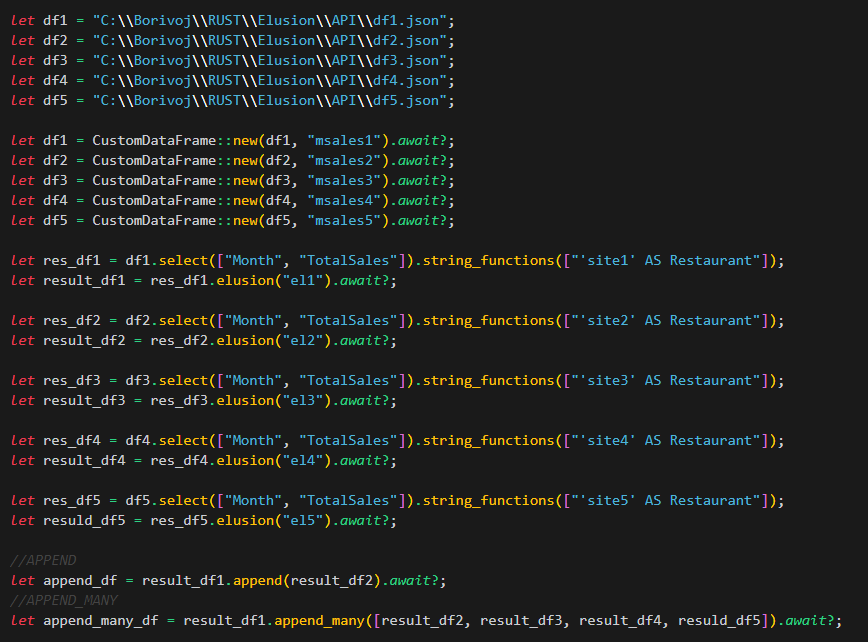 let df1 = "C:\\Borivoj\\RUST\\Elusion\\API\\df1.json";
let df2 = "C:\\Borivoj\\RUST\\Elusion\\API\\df2.json";
let df3 = "C:\\Borivoj\\RUST\\Elusion\\API\\df3.json";
let df4 = "C:\\Borivoj\\RUST\\Elusion\\API\\df4.json";
let df5 = "C:\\Borivoj\\RUST\\Elusion\\API\\df5.json";
let df1 = CustomDataFrame::new(df1, "msales1").await?;
let df2 = CustomDataFrame::new(df2, "msales2").await?;
let df3 = CustomDataFrame::new(df3, "msales3").await?;
let df4 = CustomDataFrame::new(df4, "msales4").await?;
let df5 = CustomDataFrame::new(df5, "msales5").await?;
let res_df1 = df1.select(["Month", "TotalSales"]).string_functions(["'site1' AS Restaurant"]);
let result_df1 = res_df1.elusion("el1").await?;
let res_df2 = df2.select(["Month", "TotalSales"]).string_functions(["'site2' AS Restaurant"]);
let result_df2 = res_df2.elusion("el2").await?;
let res_df3 = df3.select(["Month", "TotalSales"]).string_functions(["'site3' AS Restaurant"]);
let result_df3 = res_df3.elusion("el3").await?;
let res_df4 = df4.select(["Month", "TotalSales"]).string_functions(["'site4' AS Restaurant"]);
let result_df4 = res_df4.elusion("el4").await?;
let res_df5 = df5.select(["Month", "TotalSales"]).string_functions(["'site5' AS Restaurant"]);
let resuld_df5 = res_df5.elusion("el5").await?;
//APPEND
let append_df = result_df1.append(result_df2).await?;
//APPEND_MANY
let append_many_df = result_df1.append_many([result_df2, result_df3, result_df4, resuld_df5]).await?;